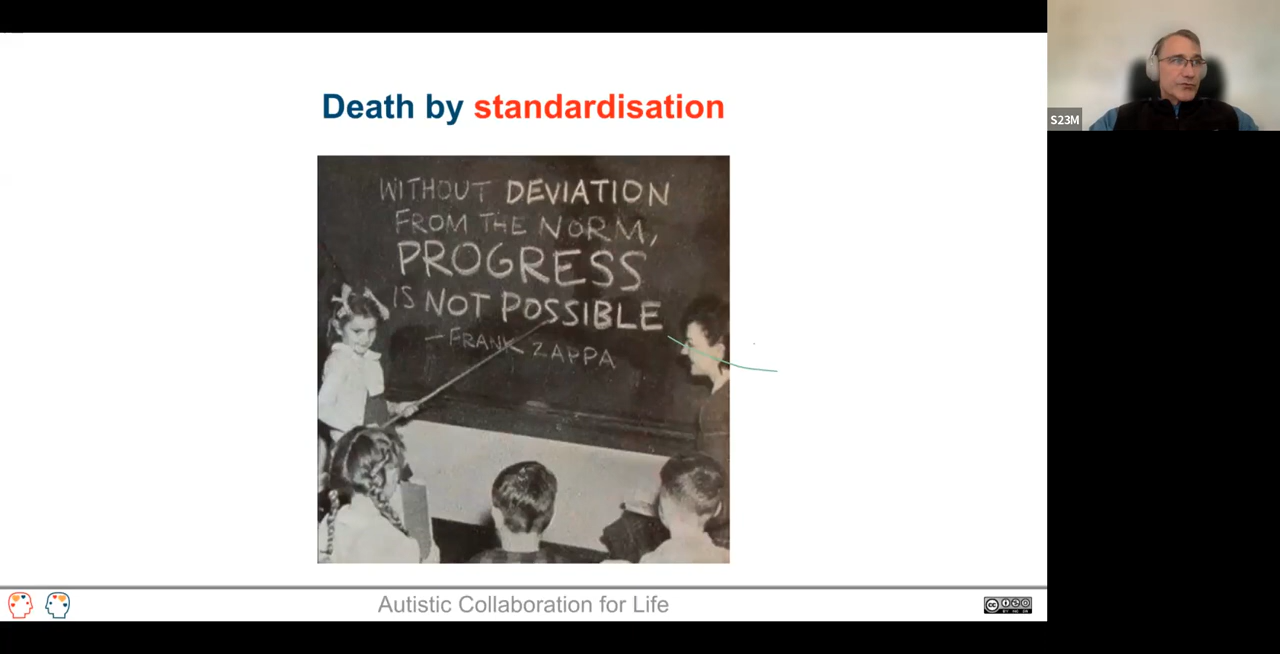 Death by standardisation
S23M
WITHOUT DEVIATION
FROM THE NORM,
PROGRESS
IS NOT POSSIBLE
—FRANK ZAPPA
Autistic Collaboration for Life